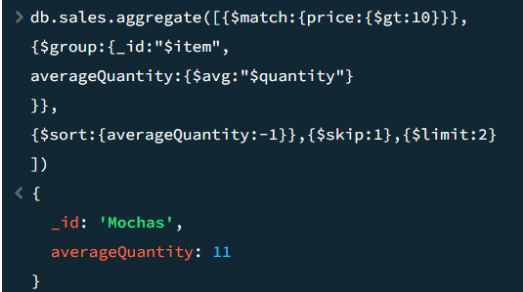 > db.sales.aggregate([{$match:{price:{$gt:10}}},
{$group:{_id:"$item",
averageQuantity:{$avg:"$quantity"}
}},
{$sort:{averageQuantity:-1}},{$skip:1},{$limit:2}
])
< {
_id: 'Mochas',
averageQuantity: 11
}